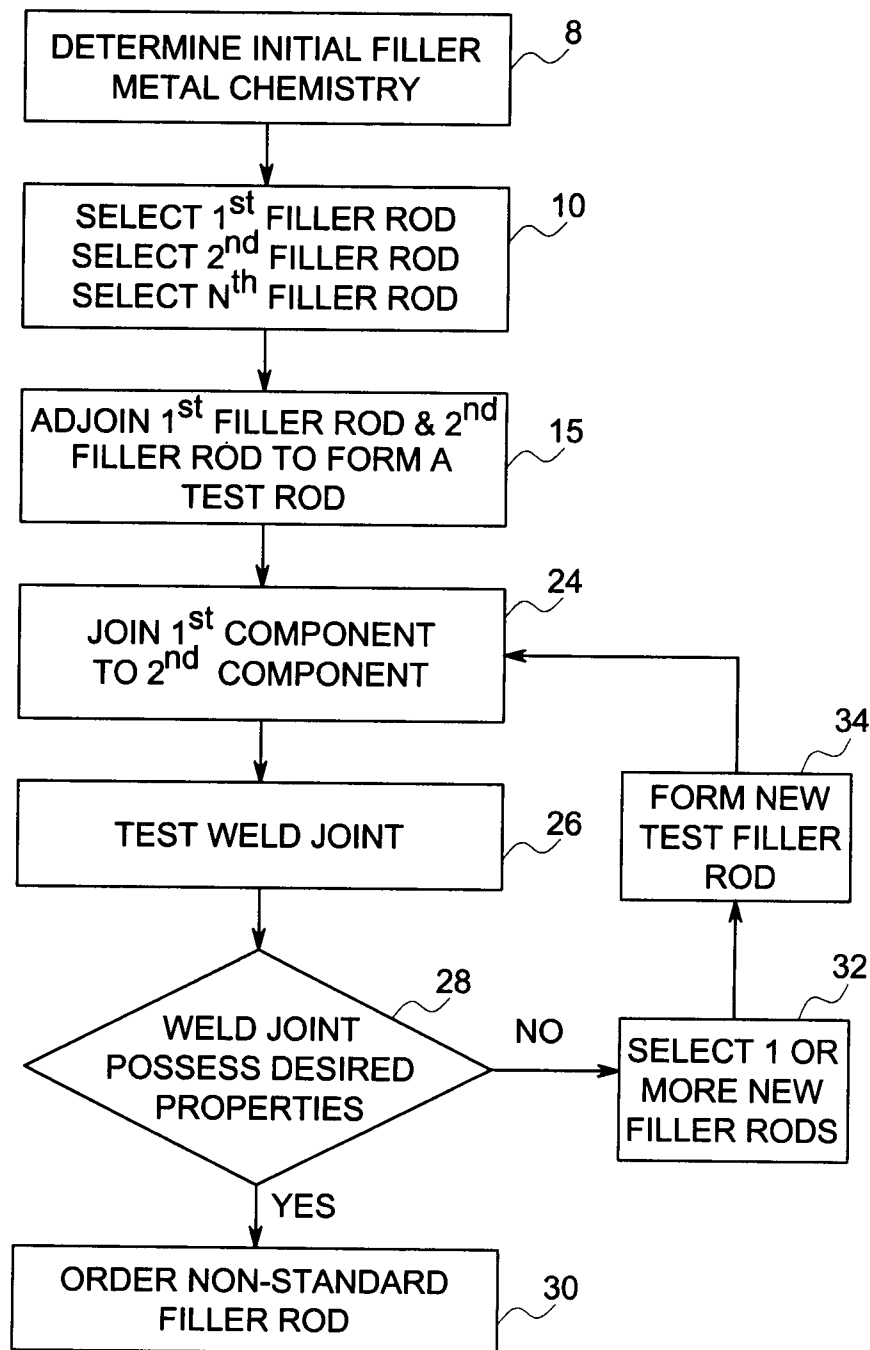 DETERMINE INITIAL FILLER
METAL CHEMISTRY
8
SELECT 1st FILLER ROD
SELECT 2nd FILLER ROD
SELECT Nth FILLER ROD
10
ADJOIN 1st FILLER ROD & 2nd
FILLER ROD TO FORM A
TEST ROD
15
JOIN 1st COMPONENT
TO 2nd COMPONENT
24
TEST WELD JOINT
26
WELD JOINT
POSSESS DESIRED
PROPERTIES
28
NO
YES
SELECT 1 OR
MORE NEW
FILLER RODS
32
FORM NEW
TEST FILLER
ROD
34
ORDER NON-STANDARD
FILLER ROD
30